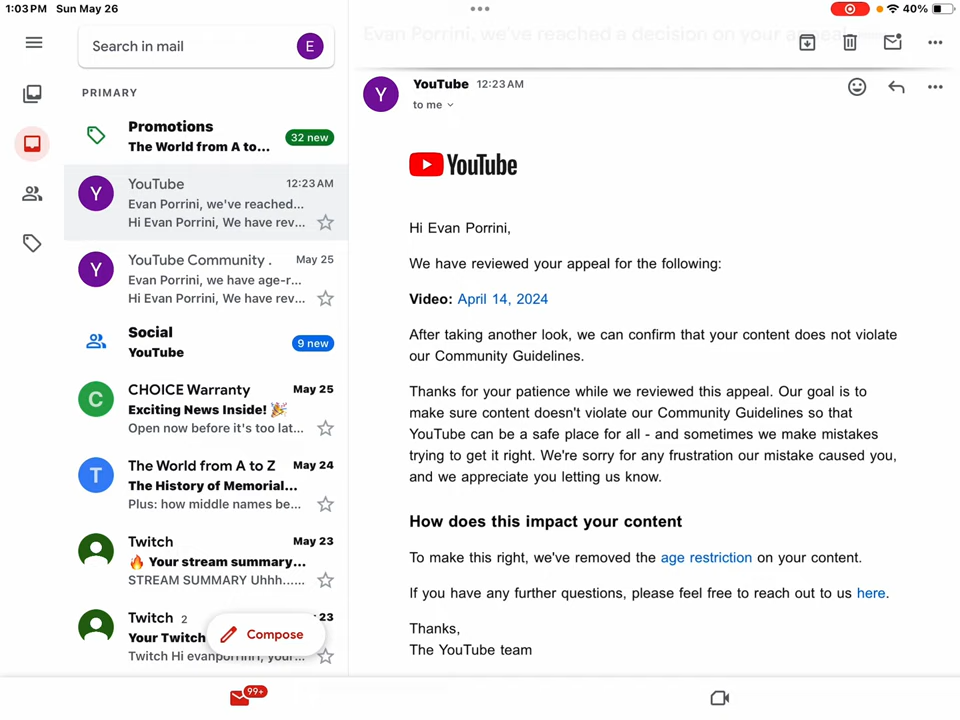 1:03 PM Sun May 26
40%
Search in mail
E
PRIMARY
Promotions
The World from A to...
32 new
Y
YouTube
12:23 AM
Evan Porrini, we've reached...
Hi Evan Porrini, We have rev...
Y
YouTube Community .
May 25
Evan Porrini, we have age-r...
Hi Evan Porrini, We have rev...
Social
YouTube
9 new
C
CHOICE Warranty
May 25
Exciting News Inside! 🎉
Open now before it's too lat...
T
The World from A to Z
May 24
The History of Memorial...
Plus: how middle names be...
Twitch
May 23
🔥 Your stream summary...
STREAM SUMMARY Uhhh......
Twitch 2
23
Your Twitch
Twitch Hi evanporrini, your...
Compose
99+
Evan Porrini, we've reached a decision on your appeal
Y
YouTube 12:23 AM
to me
YouTube
Hi Evan Porrini,
We have reviewed your appeal for the following:
Video: April 14, 2024
After taking another look, we can confirm that your content does not violate
our Community Guidelines.
Thanks for your patience while we reviewed this appeal. Our goal is to
make sure content doesn't violate our Community Guidelines so that
YouTube can be a safe place for all - and sometimes we make mistakes
trying to get it right. We're sorry for any frustration our mistake caused you,
and we appreciate you letting us know.
How does this impact your content
To make this right, we've removed the age restriction on your content.
If you have any further questions, please feel free to reach out to us here.
Thanks,
The YouTube team